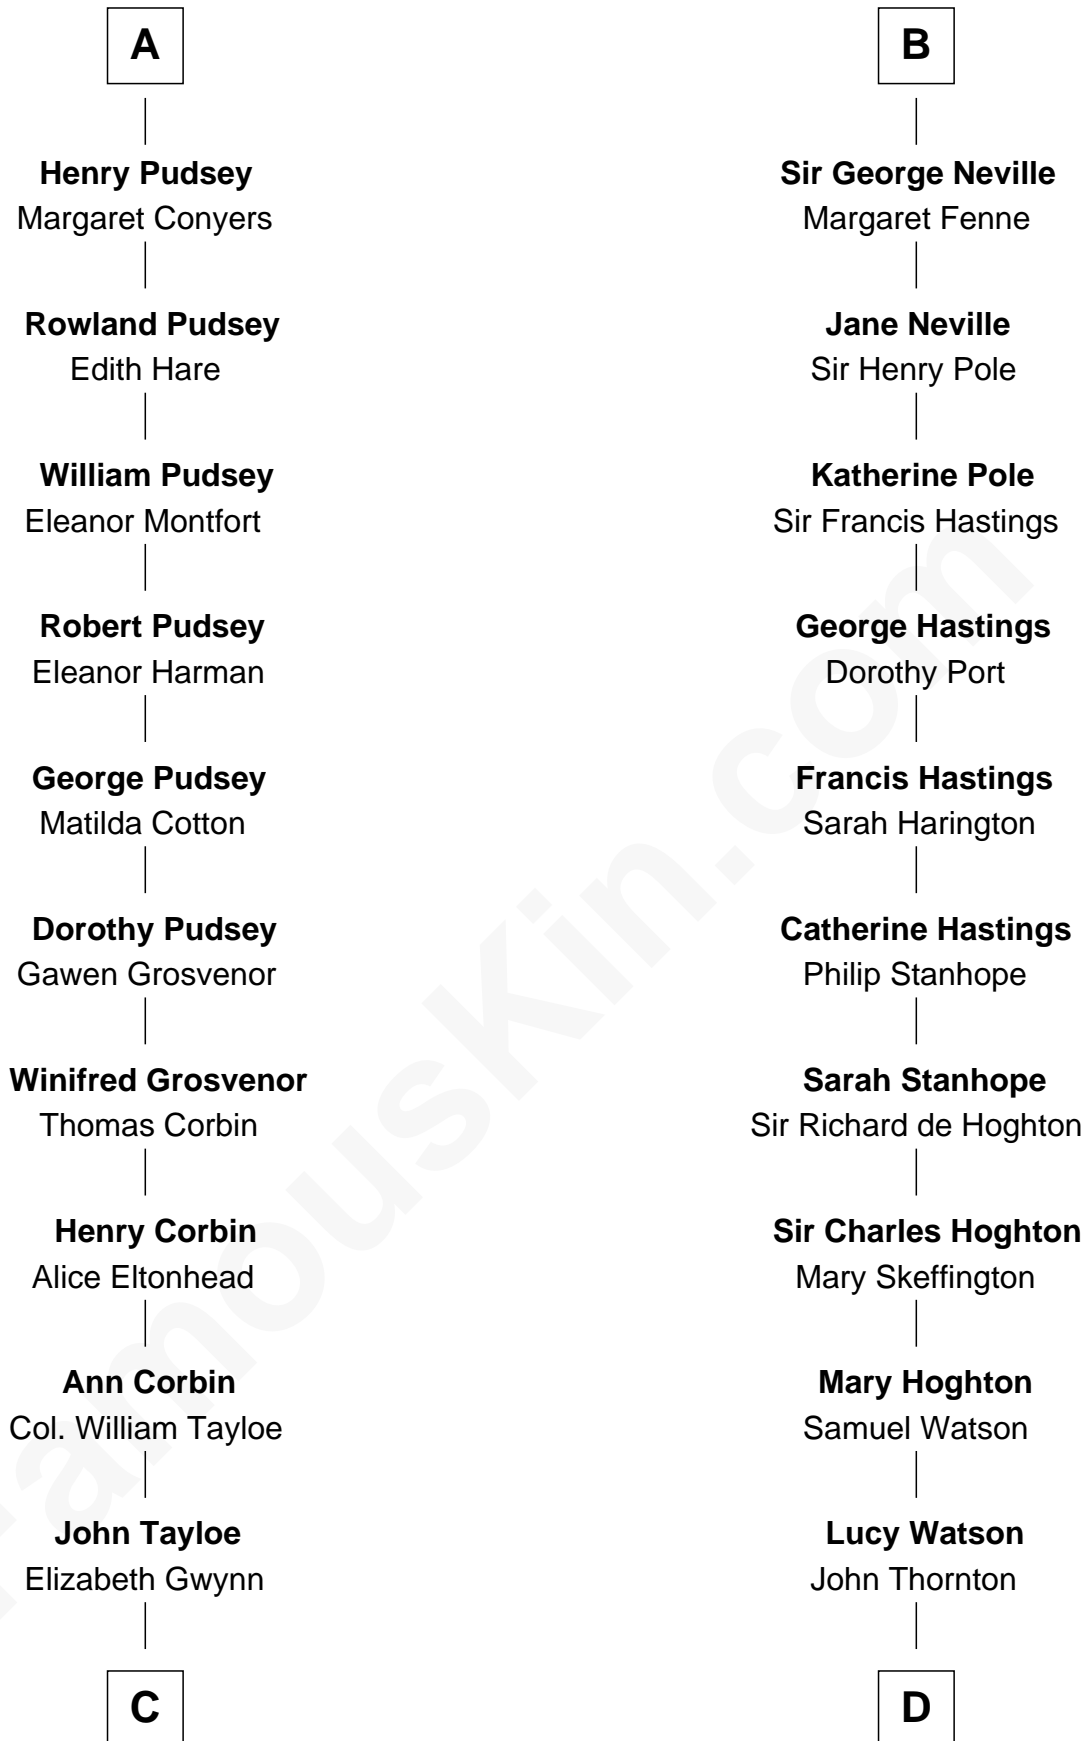 A
Henry Pudsey
Margaret Conyers
Rowland Pudsey
Edith Hare
William Pudsey
Eleanor Montfort
Robert Pudsey
Eleanor Harman
George Pudsey
Matilda Cotton
Dorothy Pudsey
Gawen Grosvenor
Winifred Grosvenor
Thomas Corbin
Henry Corbin
Alice Eltonhead
Ann Corbin
Col. William Tayloe
John Tayloe
Elizabeth Gwynn
C
B
Sir George Neville
Margaret Fenne
Jane Neville
Sir Henry Pole
Katherine Pole
Sir Francis Hastings
George Hastings
Dorothy Port
Francis Hastings
Sarah Harington
Catherine Hastings
Philip Stanhope
Sarah Stanhope
Sir Richard de Hoghton
Sir Charles Hoghton
Mary Skeffington
Mary Hoghton
Samuel Watson
Lucy Watson
John Thornton
D
FamousKin.com